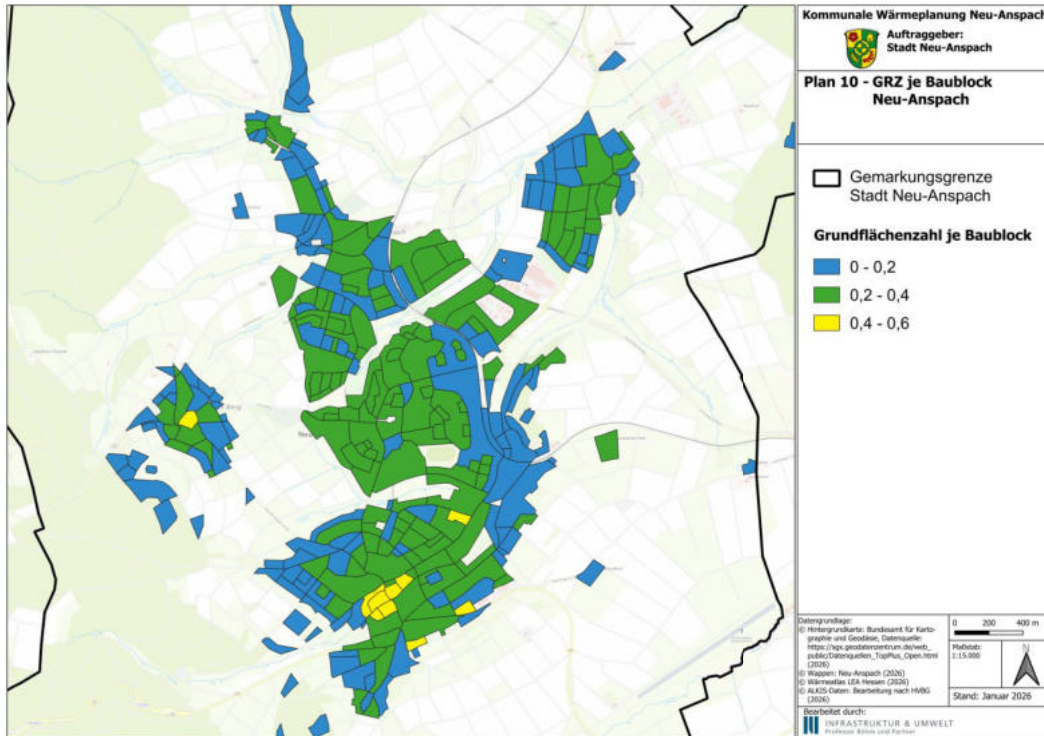 Kommunale Wärmeplanung Neu-Anspach
Auftraggeber:
Stadt Neu-Anspach
Plan 10 - GRZ je Baublock
Neu-Anspach
Gemarkungsgrenze
Stadt Neu-Anspach
Grundflächenzahl je Baublock
0 - 0,2
0,2 - 0,4
0,4 - 0,6
Datengrundlage:
© Hintergrundkarte: Bundesamt für Karto-
graphie und Geodäsie, Datenquelle:
https://sgx.geodatenzentrum.de/web_
public/Datenquellen_TopPlus_Open.html
(2026)
© Wappen: Neu-Anspach (2026)
© Wärmeatlas LEA Hessen (2026)
© ALKIS-Daten: Bearbeitung nach HVBG
(2026)
0 200 400 m
Maßstab:
1:15.000
N
Stand: Januar 2026
Bearbeitet durch:
INFRASTRUKTUR & UMWELT
Professor Böhm und Partner